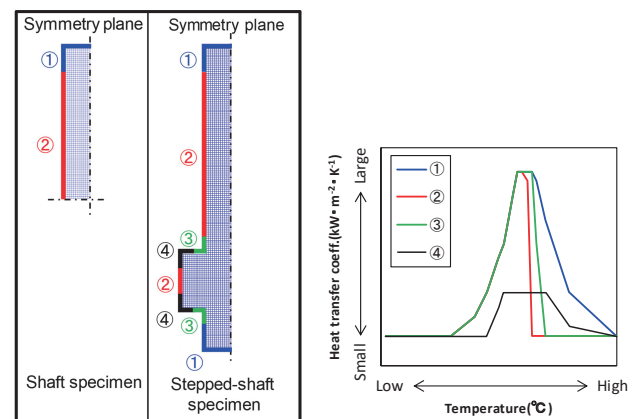 Symmetry plane
①
②
Shaft specimen
Symmetry plane
①
②
③
④
②
④
③
①
Stepped-shaft
specimen
Heat transfer coeff.(kW•m⁻²•K⁻¹)
Large
Small
①
②
③
④
Low
High
Temperature(℃)